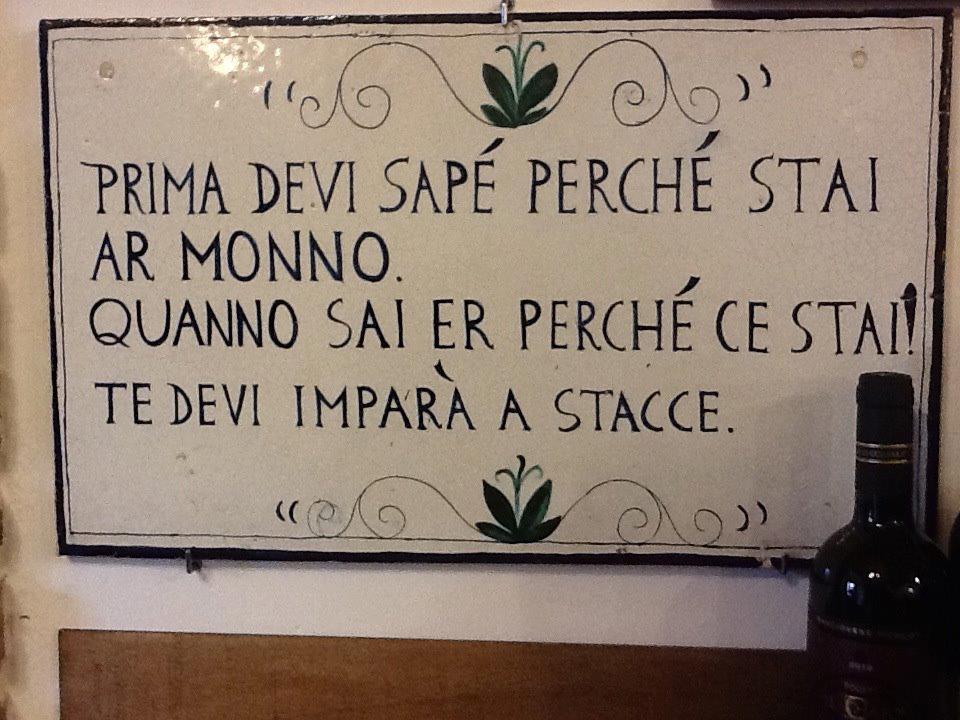 PRIMA DEVI SAPÉ PERCHÉ STAI
AR MONNO.
QUANNO SAI ER PERCHÉ CE STAI!
TE DEVI IMPARÀ A STACCE.